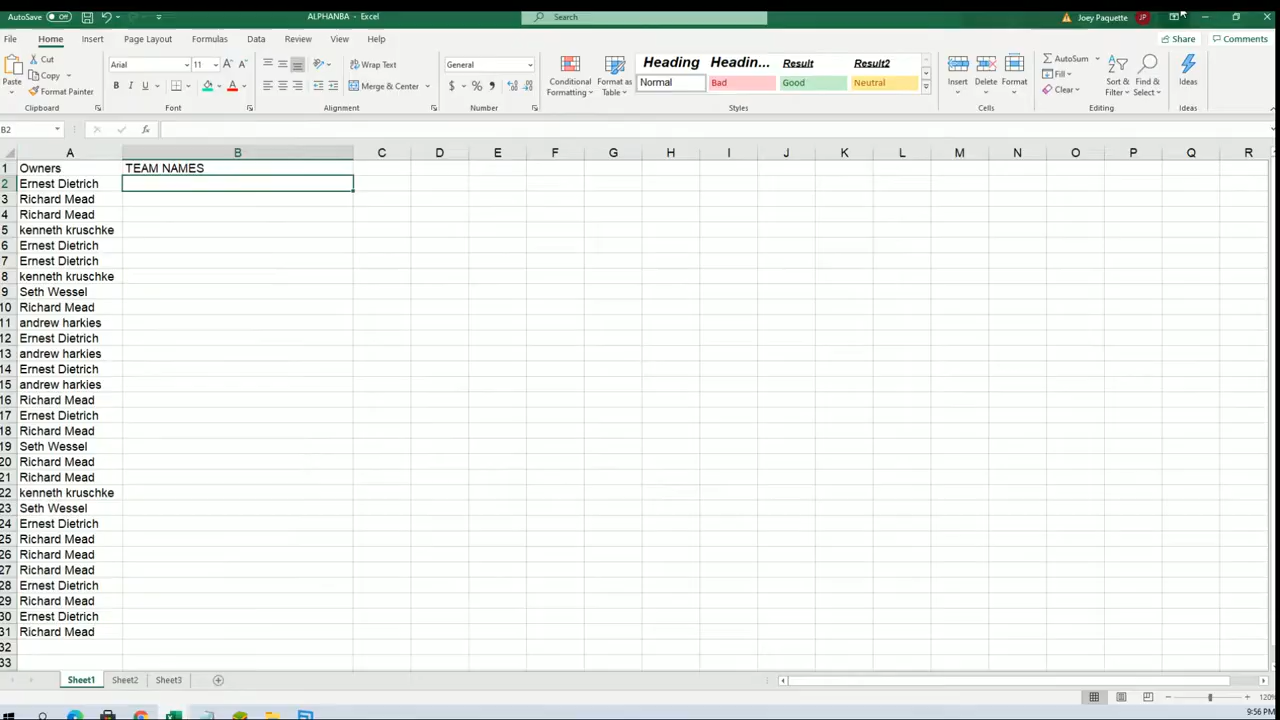 AutoSave Off ALPHANBA - Excel Search Joey Paquette JP
File Home Insert Page Layout Formulas Data Review View Help Share Comments
Paste Cut Copy Format Painter Clipboard
Arial 11 B I U A Font
Wrap Text Merge & Center Alignment
General $ % Number
Conditional Formatting Format as Table
Heading Headin... Result Result2
Normal Bad Good Neutral Styles
Insert Delete Format Cells
AutoSum Fill Clear Sort & Filter Find & Select Editing
Ideas Ideas
B2 fx
A B C D E F G H I J K L M N O P Q R
1 Owners TEAM NAMES
2 Ernest Dietrich
3 Richard Mead
4 Richard Mead
5 kenneth kruschke
6 Ernest Dietrich
7 Ernest Dietrich
8 kenneth kruschke
9 Seth Wessel
10 Richard Mead
11 andrew harkies
12 Ernest Dietrich
13 andrew harkies
14 Ernest Dietrich
15 andrew harkies
16 Richard Mead
17 Ernest Dietrich
18 Richard Mead
19 Seth Wessel
20 Richard Mead
21 Richard Mead
22 kenneth kruschke
23 Seth Wessel
24 Ernest Dietrich
25 Richard Mead
26 Richard Mead
27 Richard Mead
28 Ernest Dietrich
29 Richard Mead
30 Ernest Dietrich
31 Richard Mead
32
33
Sheet1 Sheet2 Sheet3
120%
9:56 PM